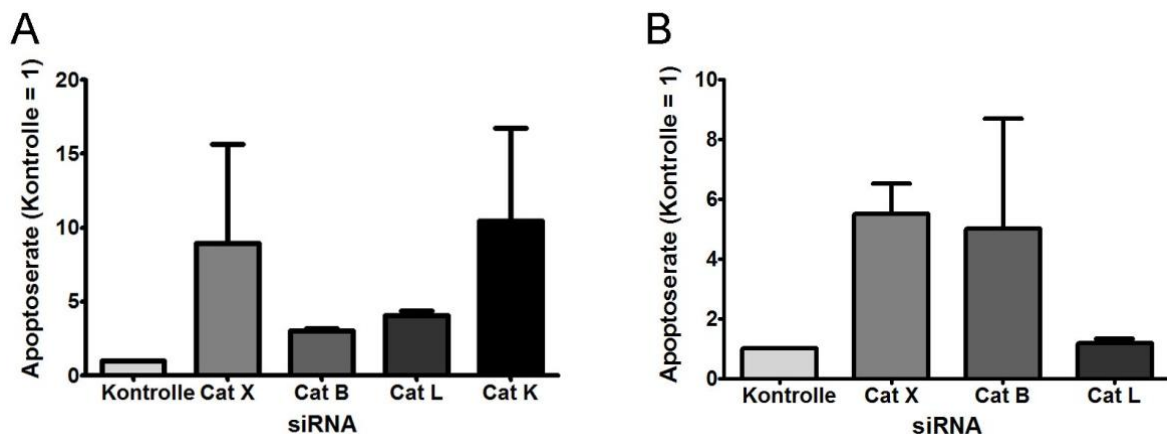 A
Apoptoserate (Kontrolle = 1)
20
15
10
5
0
Kontrolle Cat X Cat B Cat L Cat K
siRNA
B
Apoptoserate (Kontrolle = 1)
10
8
6
4
2
0
Kontrolle Cat X Cat B Cat L
siRNA